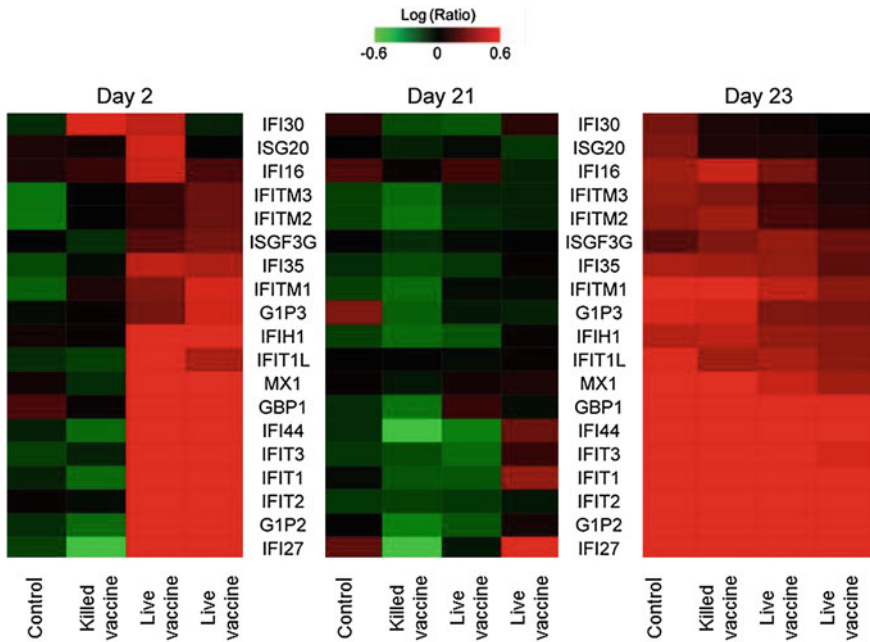 Log (Ratio)
-0.6 0 0.6
Day 2 Day 21 Day 23
IFI30 IFI30
ISG20 ISG20
IFI16 IFI16
IFITM3 IFITM3
IFITM2 IFITM2
ISGF3G ISGF3G
IFI35 IFI35
IFITM1 IFITM1
G1P3 G1P3
IFIH1 IFIH1
IFIT1L IFIT1L
MX1 MX1
GBP1 GBP1
IFI44 IFI44
IFIT3 IFIT3
IFIT1 IFIT1
IFIT2 IFIT2
G1P2 G1P2
IFI27 IFI27
Control
Killed
vaccine
Live
vaccine
Live
vaccine
Control
Killed
vaccine
Live
vaccine
Live
vaccine
Control
Killed
vaccine
Live
vaccine
Live
vaccine